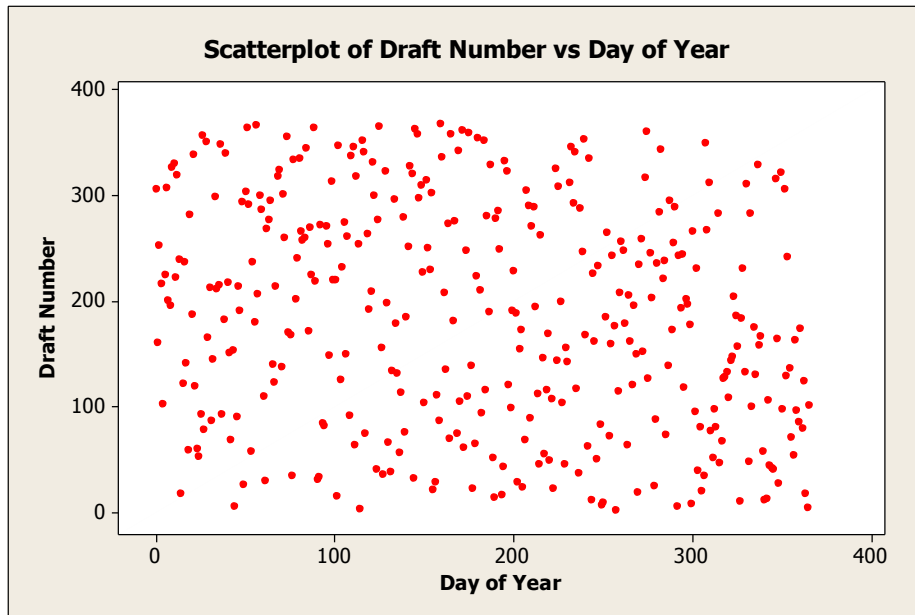 Scatterplot of Draft Number vs Day of Year
400
300
200
100
0
Draft Number
0 100 200 300 400
Day of Year